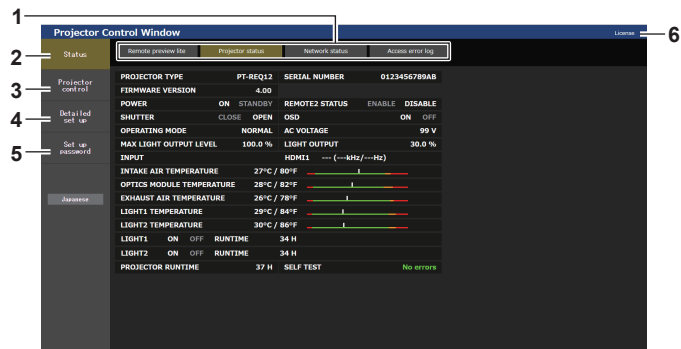 1
Projector Control Window
License
6
2
Status
Remote preview lite Projector status Network status Access error log
3
Projector
control
4
Detailed
set up
5
Set up
password
Japanese
PROJECTOR TYPE PT-REQ12 SERIAL NUMBER 0123456789AB
FIRMWARE VERSION 4.00
POWER ON STANDBY REMOTE2 STATUS ENABLE DISABLE
SHUTTER CLOSE OPEN OSD ON OFF
OPERATING MODE NORMAL AC VOLTAGE 99 V
MAX LIGHT OUTPUT LEVEL 100.0 % LIGHT OUTPUT 30.0 %
INPUT HDMI1 --- (---kHz/---Hz)
INTAKE AIR TEMPERATURE 27°C / 80°F
OPTICS MODULE TEMPERATURE 28°C / 82°F
EXHAUST AIR TEMPERATURE 26°C / 78°F
LIGHT1 TEMPERATURE 29°C / 84°F
LIGHT2 TEMPERATURE 30°C / 86°F
LIGHT1 ON OFF RUNTIME 34 H
LIGHT2 ON OFF RUNTIME 34 H
PROJECTOR RUNTIME 37 H SELF TEST No errors